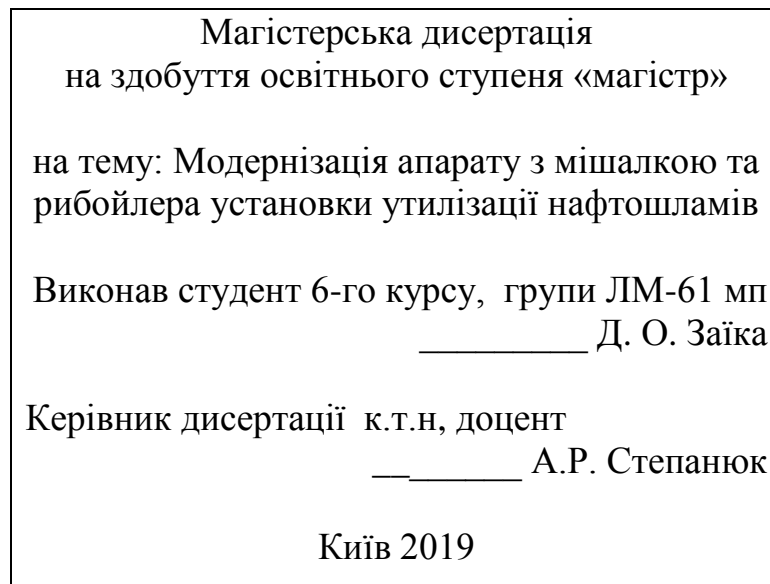 Магістерська дисертація
на здобуття освітнього ступеня «магістр»
на тему: Модернізація апарату з мішалкою та
рибойлера установки утилізації нафтошламів
Виконав студент 6-го курсу, групи ЛМ-61 мп
_________ Д. О. Заїка
Керівник дисертації к.т.н, доцент
________ А.Р. Степанюк
Київ 2019